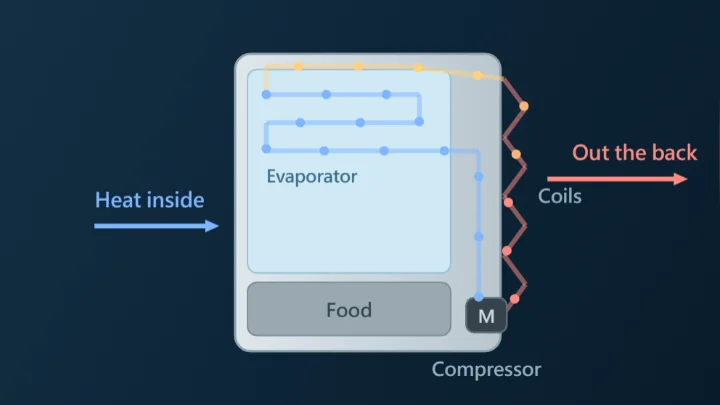 Out the back
Evaporator
Coils
Heat inside
Food
M
Compressor